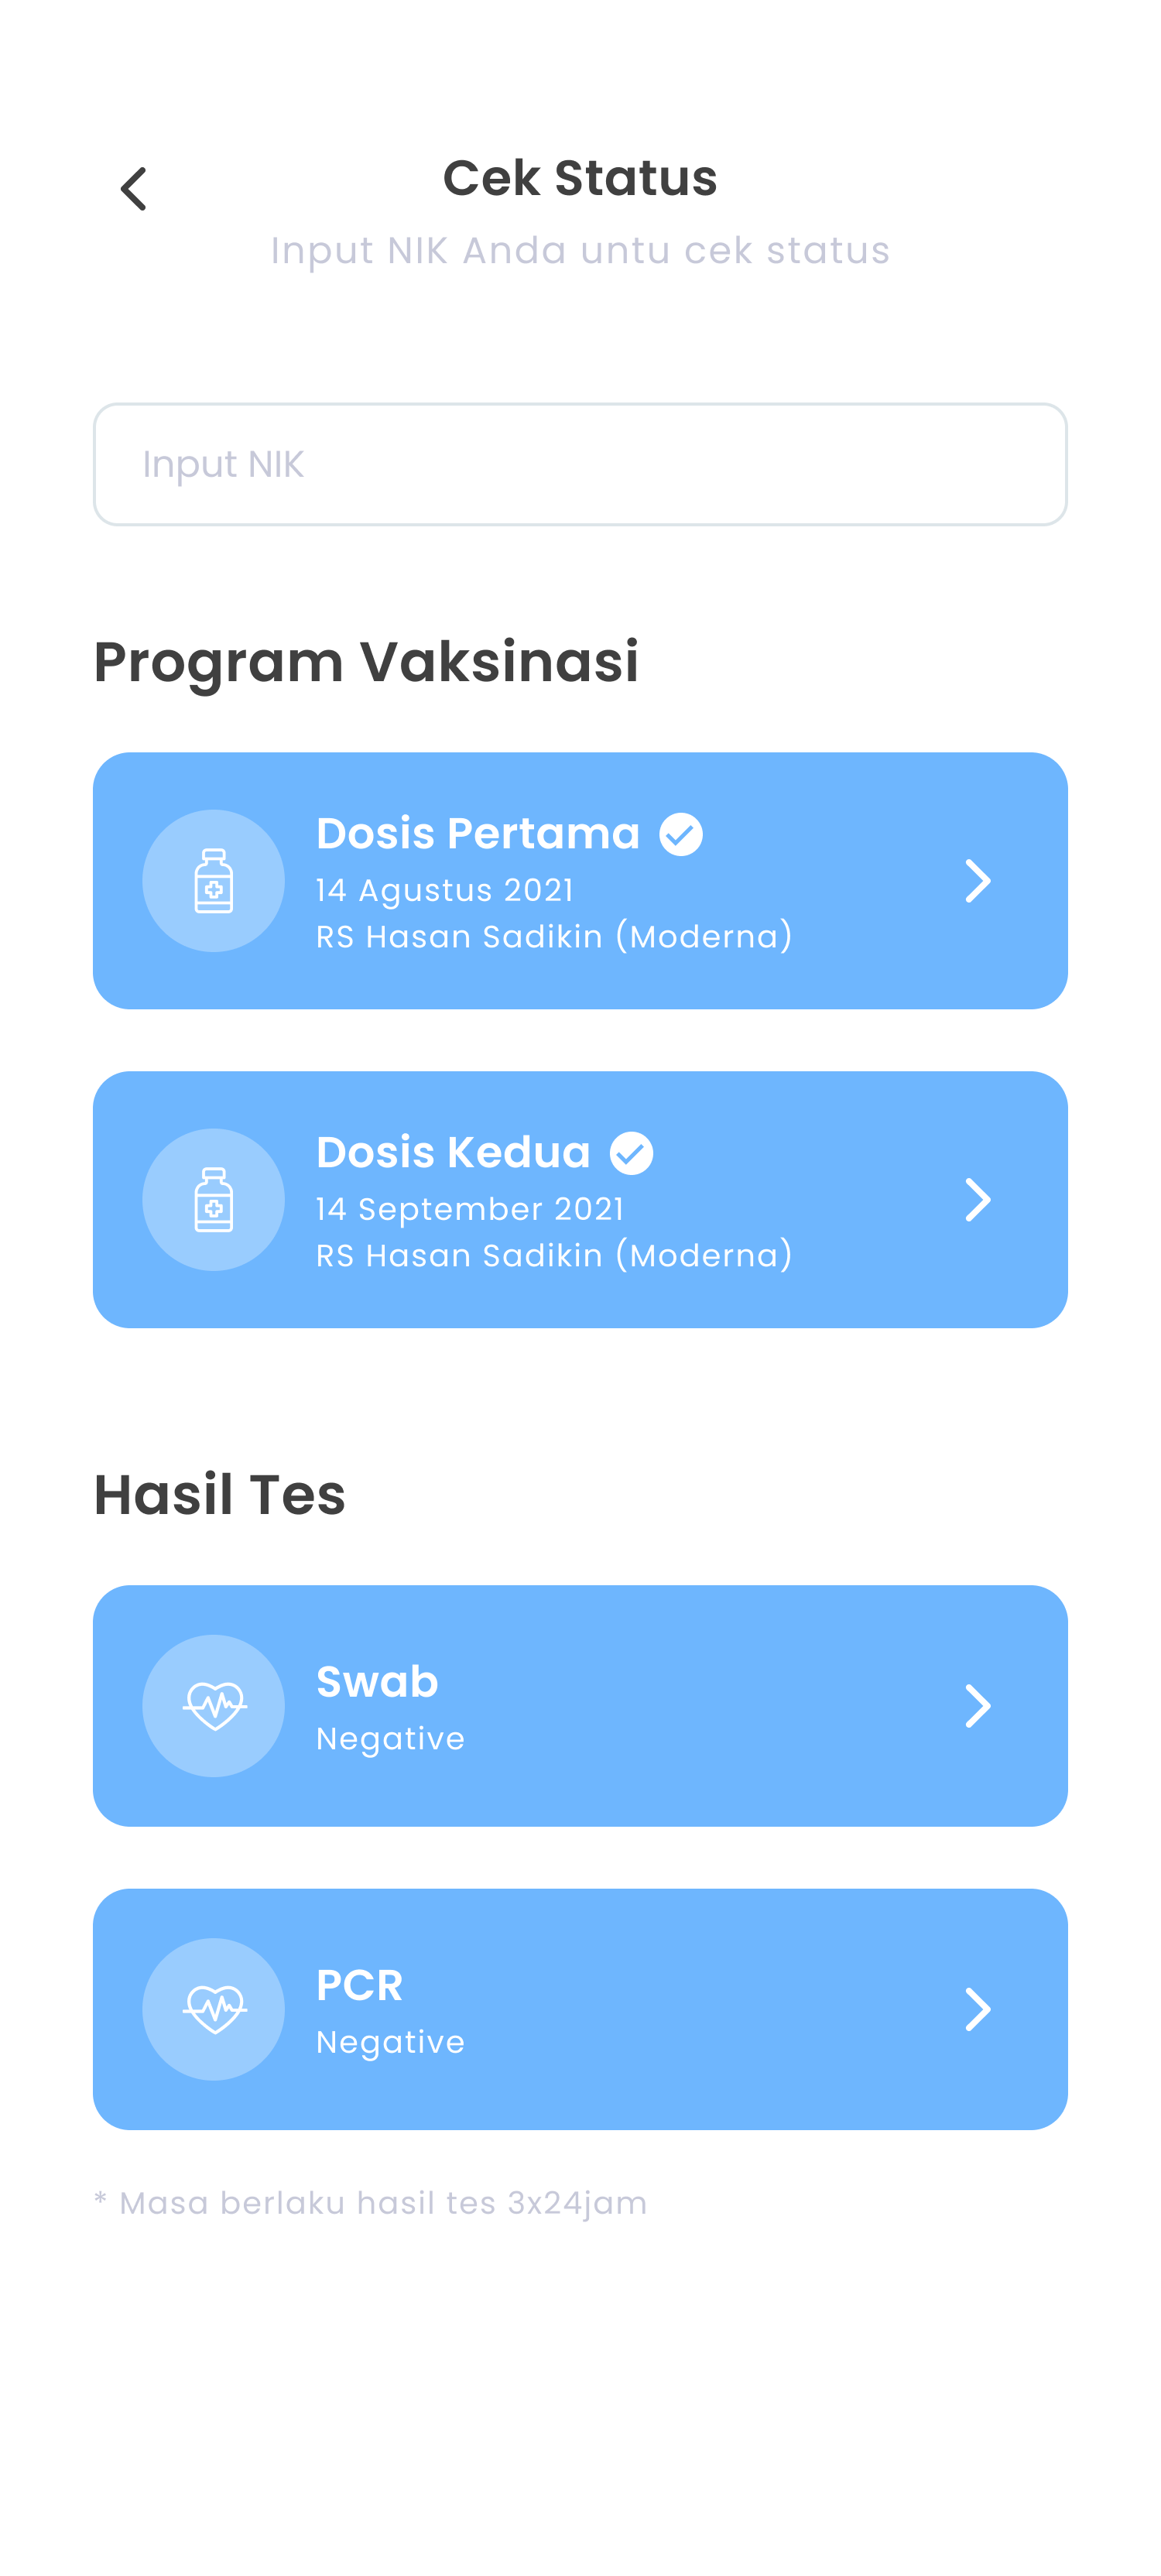 Cek Status
Input NIK Anda untu cek status
Input NIK
Program Vaksinasi
Dosis Pertama
14 Agustus 2021
RS Hasan Sadikin (Moderna)
Dosis Kedua
14 September 2021
RS Hasan Sadikin (Moderna)
Hasil Tes
Swab
Negative
PCR
Negative
* Masa berlaku hasil tes 3x24jam